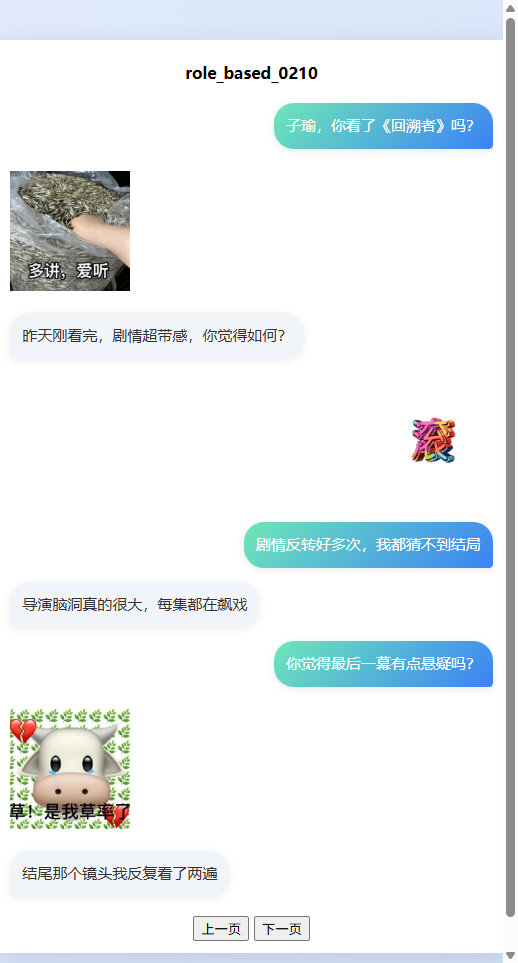 role_based_0210
子瑜，你看了《回溯者》吗？
多讲，爱听
昨天刚看完，剧情超带感，你觉得如何？
剧情反转好多次，我都猜不到结局
导演脑洞真的很大，每集都在飙戏
你觉得最后一幕有点悬疑吗？
草！是我草率了
结尾那个镜头我反复看了两遍
上一页 下一页